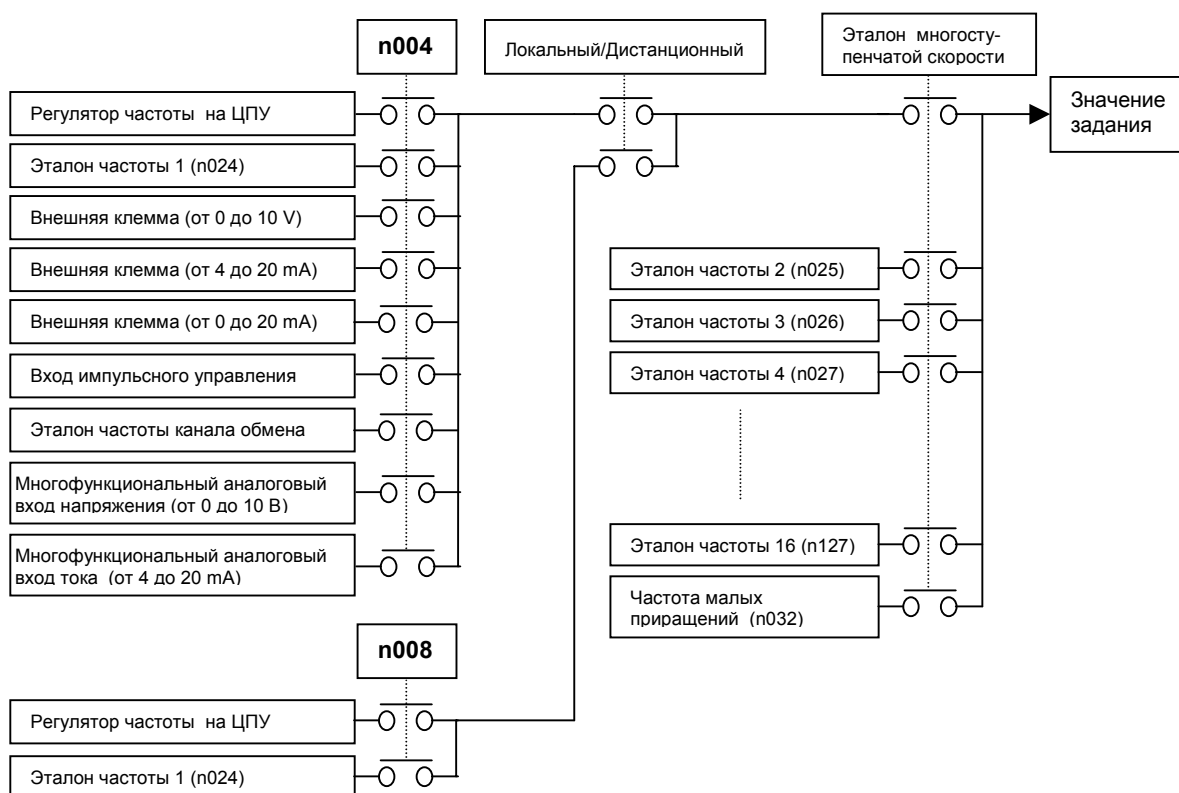 n004
Локальный/Дистанционный
Эталон многосту-
пенчатой скорости
Значение
задания
Регулятор частоты на ЦПУ
Эталон частоты 1 (n024)
Внешняя клемма (от 0 до 10 V)
Внешняя клемма (от 4 до 20 mA)
Внешняя клемма (от 0 до 20 mA)
Вход импульсного управления
Эталон частоты канала обмена
Многофункциональный аналоговый
вход напряжения (от 0 до 10 В)
Многофункциональный аналоговый
вход тока (от 4 до 20 mA)
Эталон частоты 2 (n025)
Эталон частоты 3 (n026)
Эталон частоты 4 (n027)
Эталон частоты 16 (n127)
Частота малых
приращений (n032)
n008
Регулятор частоты на ЦПУ
Эталон частоты 1 (n024)